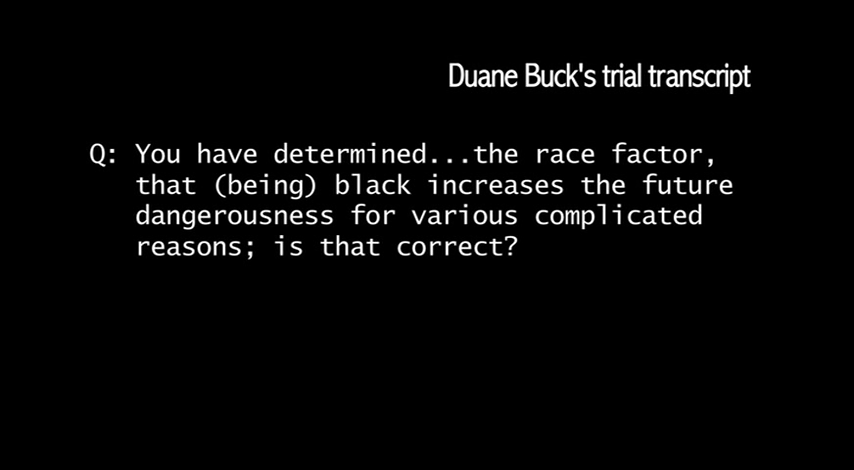 Duane Buck's trial transcript
Q: You have determined...the race factor,
that (being) black increases the future
dangerousness for various complicated
reasons; is that correct?